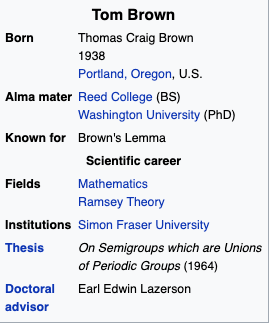 Tom Brown
Born Thomas Craig Brown
1938
Portland, Oregon, U.S.
Alma mater Reed College (BS)
Washington University (PhD)
Known for Brown's Lemma
Scientific career
Fields Mathematics
Ramsey Theory
Institutions Simon Fraser University
Thesis On Semigroups which are Unions
of Periodic Groups (1964)
Doctoral Earl Edwin Lazerson
advisor